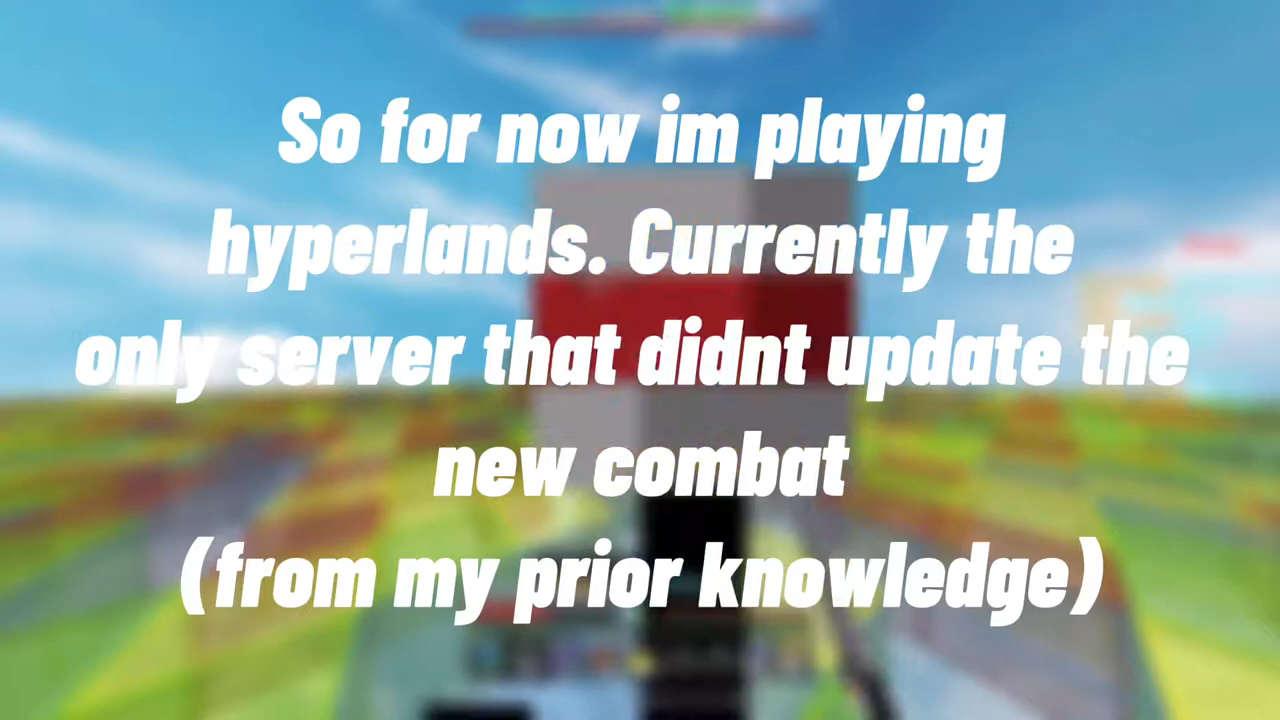 So for now im playing
hyperlands. Currently the
only server that didnt update the
new combat
(from my prior knowledge)